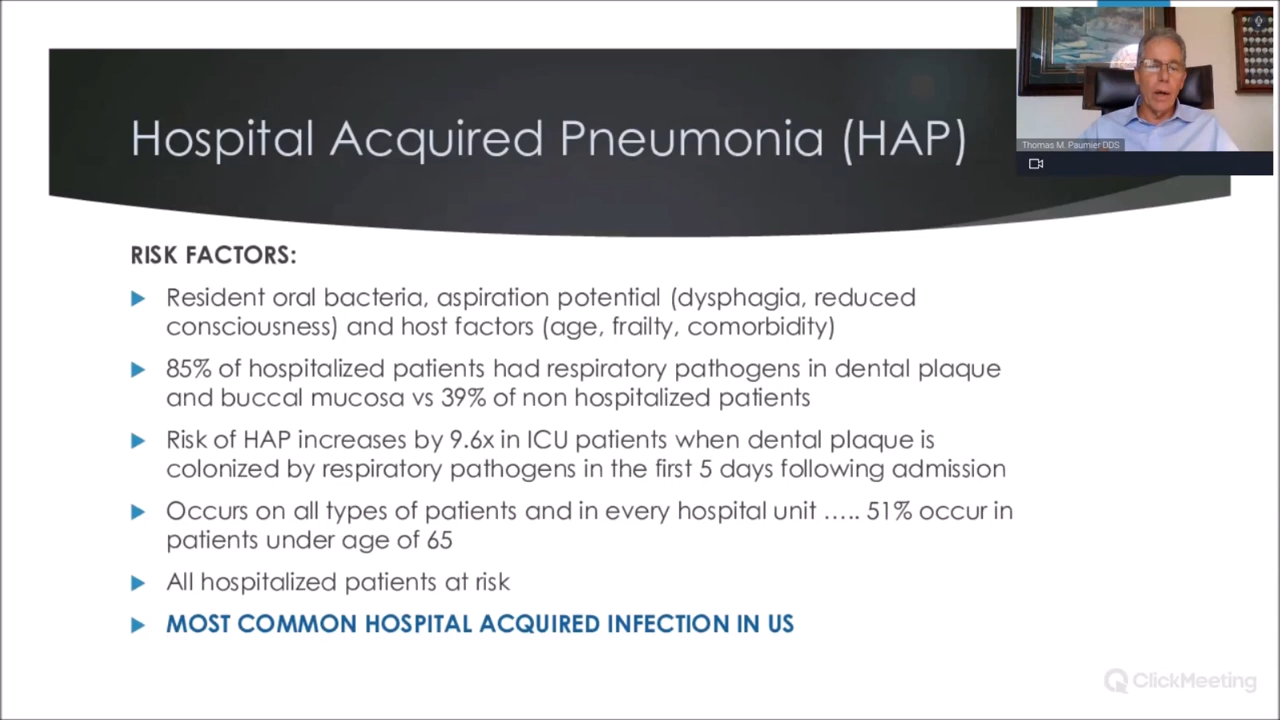 Hospital Acquired Pneumonia (HAP)
Thomas M. Paumier DDS
RISK FACTORS:
Resident oral bacteria, aspiration potential (dysphagia, reduced
consciousness) and host factors (age, frailty, comorbidity)
85% of hospitalized patients had respiratory pathogens in dental plaque
and buccal mucosa vs 39% of non hospitalized patients
Risk of HAP increases by 9.6x in ICU patients when dental plaque is
colonized by respiratory pathogens in the first 5 days following admission
Occurs on all types of patients and in every hospital unit ….. 51% occur in
patients under age of 65
All hospitalized patients at risk
MOST COMMON HOSPITAL ACQUIRED INFECTION IN US
ClickMeeting